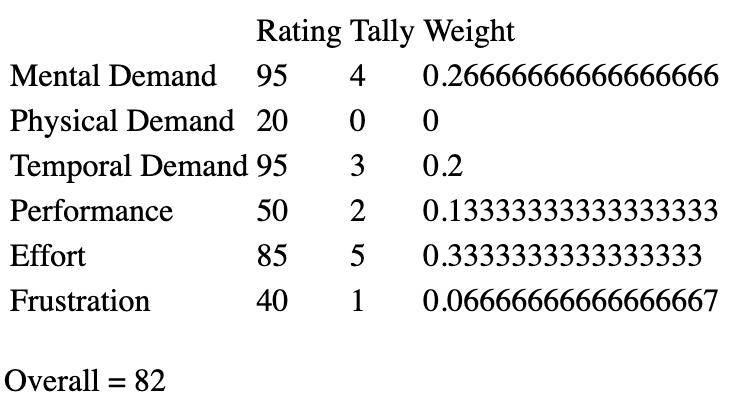 Rating Tally Weight
Mental Demand 95 4 0.26666666666666666
Physical Demand 20 0 0
Temporal Demand 95 3 0.2
Performance 50 2 0.13333333333333333
Effort 85 5 0.3333333333333333
Frustration 40 1 0.06666666666666667
Overall = 82